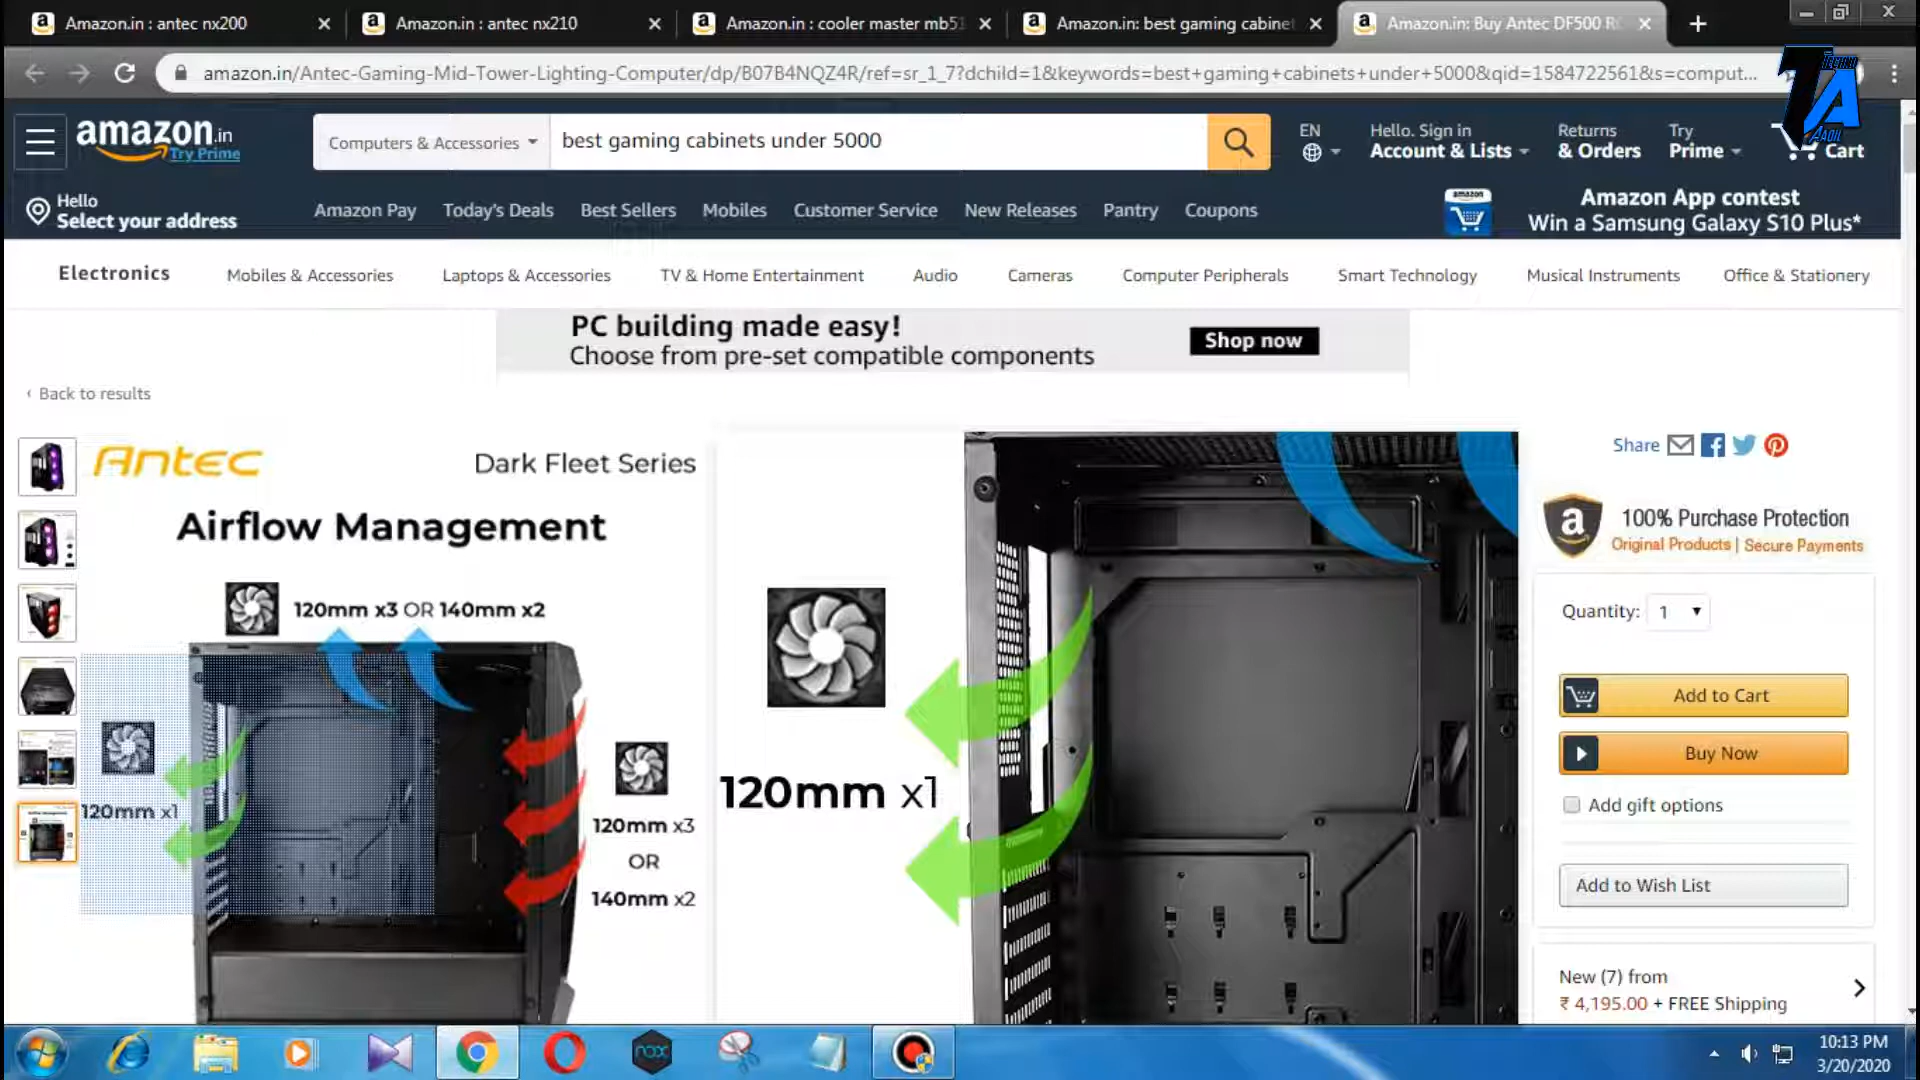 Amazon.in : antec nx200
Amazon.in : antec nx210
Amazon.in : cooler master mb51
Amazon.in: best gaming cabinet
Amazon.in: Buy Antec DF500 R
amazon.in/Antec-Gaming-Mid-Tower-Lighting-Computer/dp/B07B4NQZ4R/ref=sr_1_7?dchild=1&keywords=best+gaming+cabinets+under+5000&qid=1584722561&s=comput...
amazon.in
Try Prime
Computers & Accessories
best gaming cabinets under 5000
EN
Hello. Sign in
Account & Lists
Returns
& Orders
Try
Prime
Cart
TECHNO
TA
AADIL
Hello
Select your address
Amazon Pay
Today's Deals
Best Sellers
Mobiles
Customer Service
New Releases
Pantry
Coupons
amazon
Amazon App contest
Win a Samsung Galaxy S10 Plus*
Electronics
Mobiles & Accessories
Laptops & Accessories
TV & Home Entertainment
Audio
Cameras
Computer Peripherals
Smart Technology
Musical Instruments
Office & Stationery
PC building made easy!
Choose from pre-set compatible components
Shop now
‹ Back to results
Antec
Dark Fleet Series
Airflow Management
120mm x3 OR 140mm x2
120mm x1
120mm x3
OR
140mm x2
120mm x1
Share
a
100% Purchase Protection
Original Products | Secure Payments
Quantity: 1
Add to Cart
Buy Now
Add gift options
Add to Wish List
New (7) from
₹ 4,195.00 + FREE Shipping
nox
10:13 PM
3/20/2020